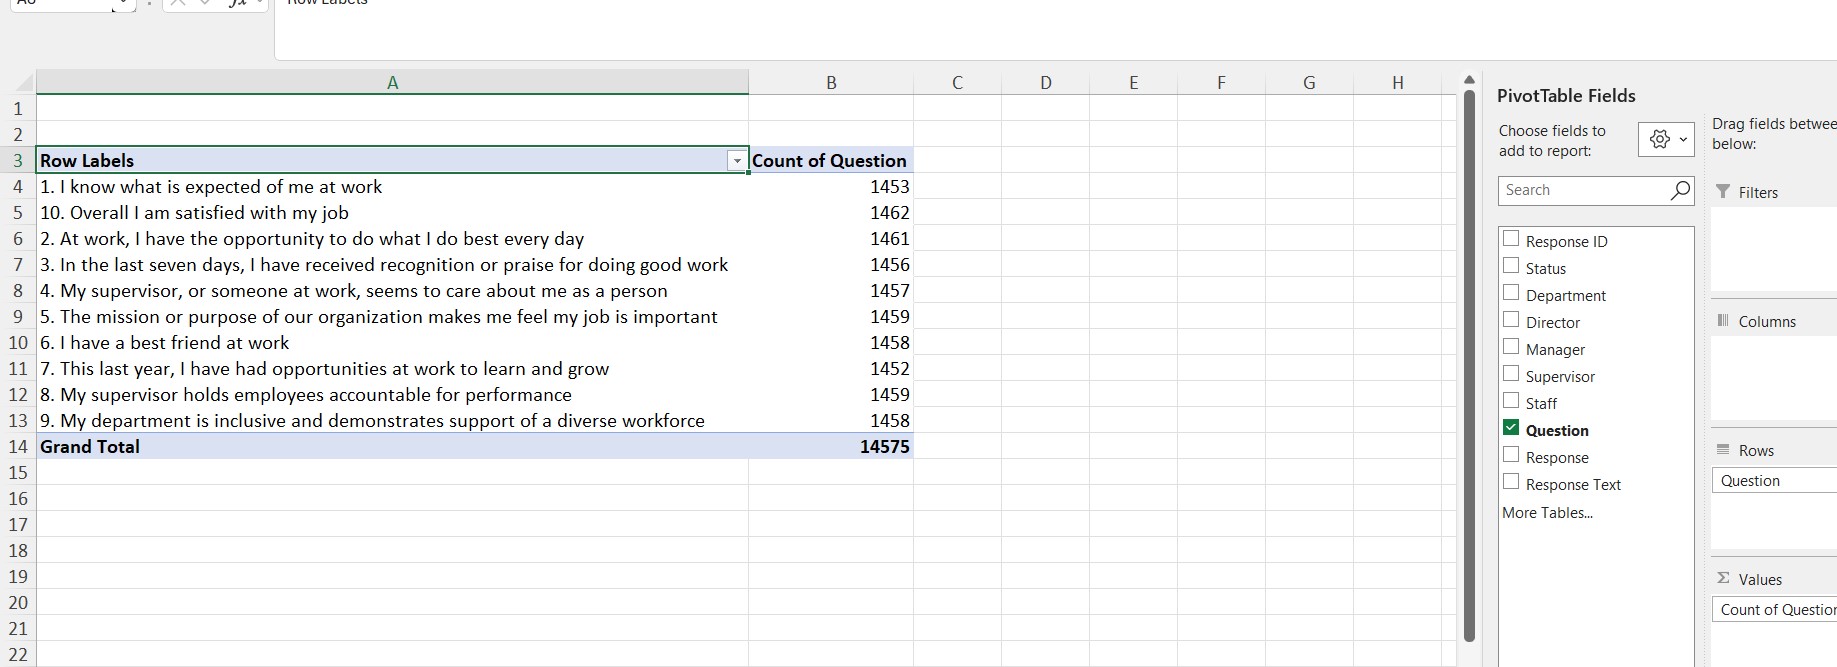 Row Labels
A B C D E F G H
1
2
3 Row Labels Count of Question
4 1. I know what is expected of me at work 1453
5 10. Overall I am satisfied with my job 1462
6 2. At work, I have the opportunity to do what I do best every day 1461
7 3. In the last seven days, I have received recognition or praise for doing good work 1456
8 4. My supervisor, or someone at work, seems to care about me as a person 1457
9 5. The mission or purpose of our organization makes me feel my job is important 1459
10 6. I have a best friend at work 1458
11 7. This last year, I have had opportunities at work to learn and grow 1452
12 8. My supervisor holds employees accountable for performance 1459
13 9. My department is inclusive and demonstrates support of a diverse workforce 1458
14 Grand Total 14575
15
16
17
18
19
20
21
22
PivotTable Fields
Choose fields to
add to report:
Search
Response ID
Status
Department
Director
Manager
Supervisor
Staff
Question
Response
Response Text
More Tables...
Drag fields betwee
below:
Filters
Columns
Rows
Question
Σ Values
Count of Question